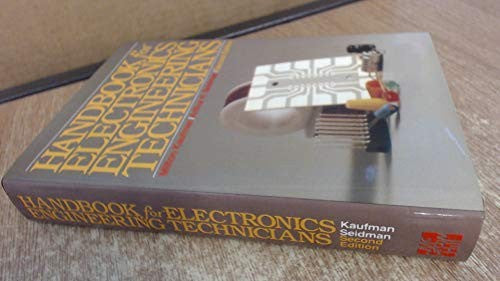 HANDBOOK for
ELECTRONICS
ENGINEERING
TECHNICIANS
HANDBOOK for ELECTRONICS
ENGINEERING TECHNICIANS
Kaufman
Seidman
Second
Edition